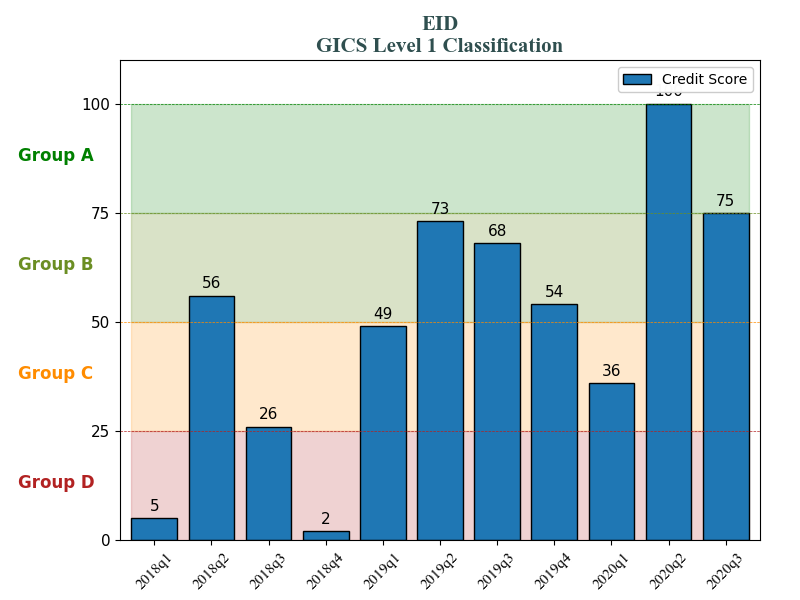 EID
GICS Level 1 Classification
Credit Score
100
Group A
75
75
73
68
Group B
56
54
50
49
Group C
36
26
25
Group D
5
2
0
2018q1
2018q2
2018q3
2018q4
2019q1
2019q2
2019q3
2019q4
2020q1
2020q2
2020q3